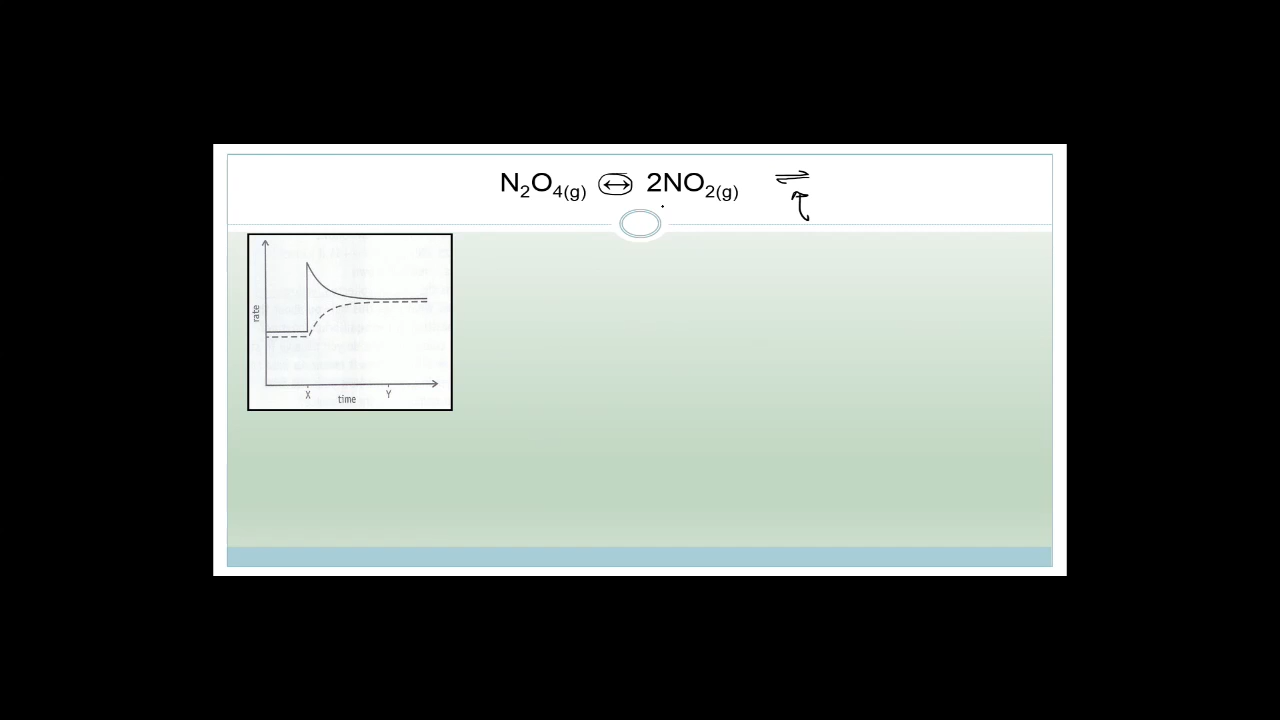 N₂O₄(g) ↔ 2NO₂(g) ⇌
rate
X
Y
time